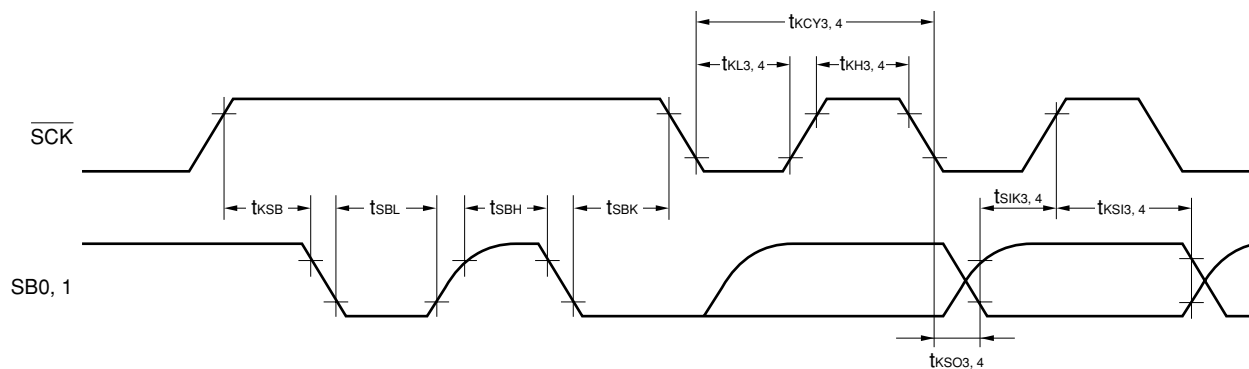 tKCY3, 4
tKL3, 4
tKH3, 4
SCK
tKSB
tSBL
tSBH
tSBK
tSIK3, 4
tKSI3, 4
SB0, 1
tKSO3, 4